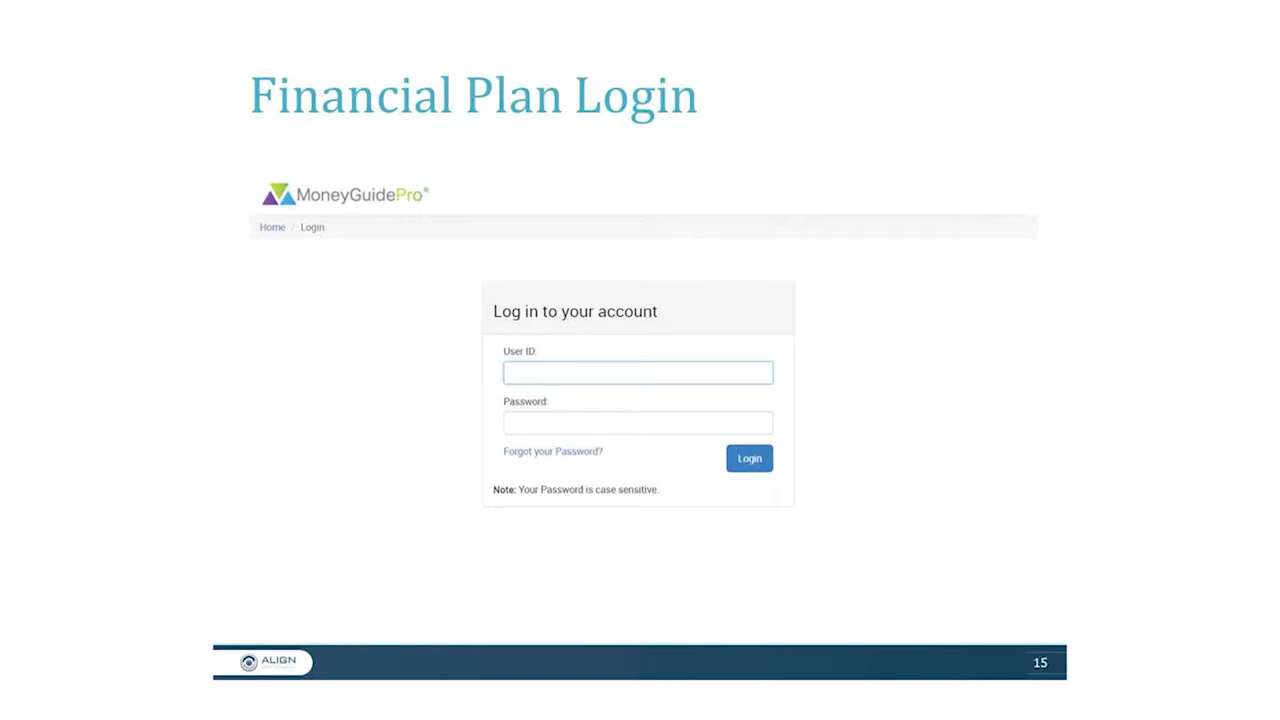 Financial Plan Login
MoneyGuidePro®
Home / Login
Log in to your account
User ID:
Password:
Forgot your Password?
Login
Note: Your Password is case sensitive.
ALIGN
15